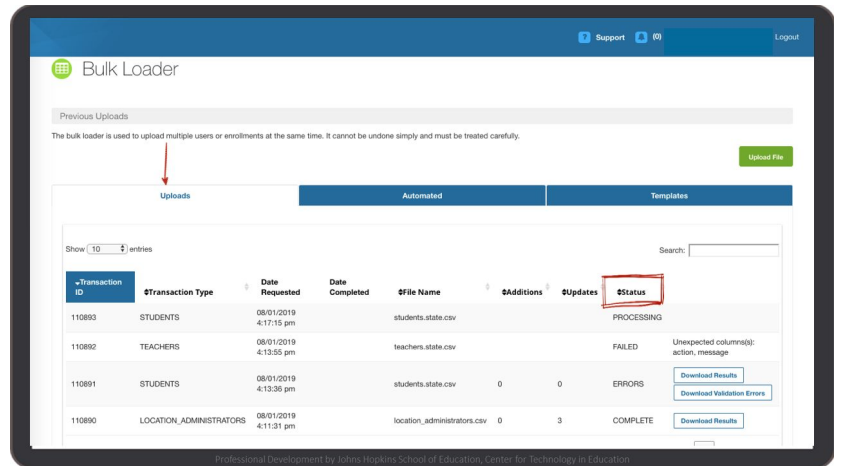 ? Support (0) Logout
Bulk Loader
Previous Uploads
The bulk loader is used to upload multiple users or enrollments at the same time. It cannot be undone simply and must be treated carefully.
Upload File
Uploads Automated Templates
Show 10 entries Search:
Transaction ID Transaction Type Date Requested Date Completed File Name Additions Updates Status
110893 STUDENTS 08/01/2019 4:17:15 pm students.state.csv PROCESSING
110892 TEACHERS 08/01/2019 4:13:55 pm teachers.state.csv FAILED Unexpected columns(s): action, message
110891 STUDENTS 08/01/2019 4:13:36 pm students.state.csv 0 0 ERRORS Download Results
Download Validation Errors
110890 LOCATION_ADMINISTRATORS 08/01/2019 4:11:31 pm location_administrators.csv 0 3 COMPLETE Download Results
Professional Development by Johns Hopkins School of Education, Center for Technology in Education